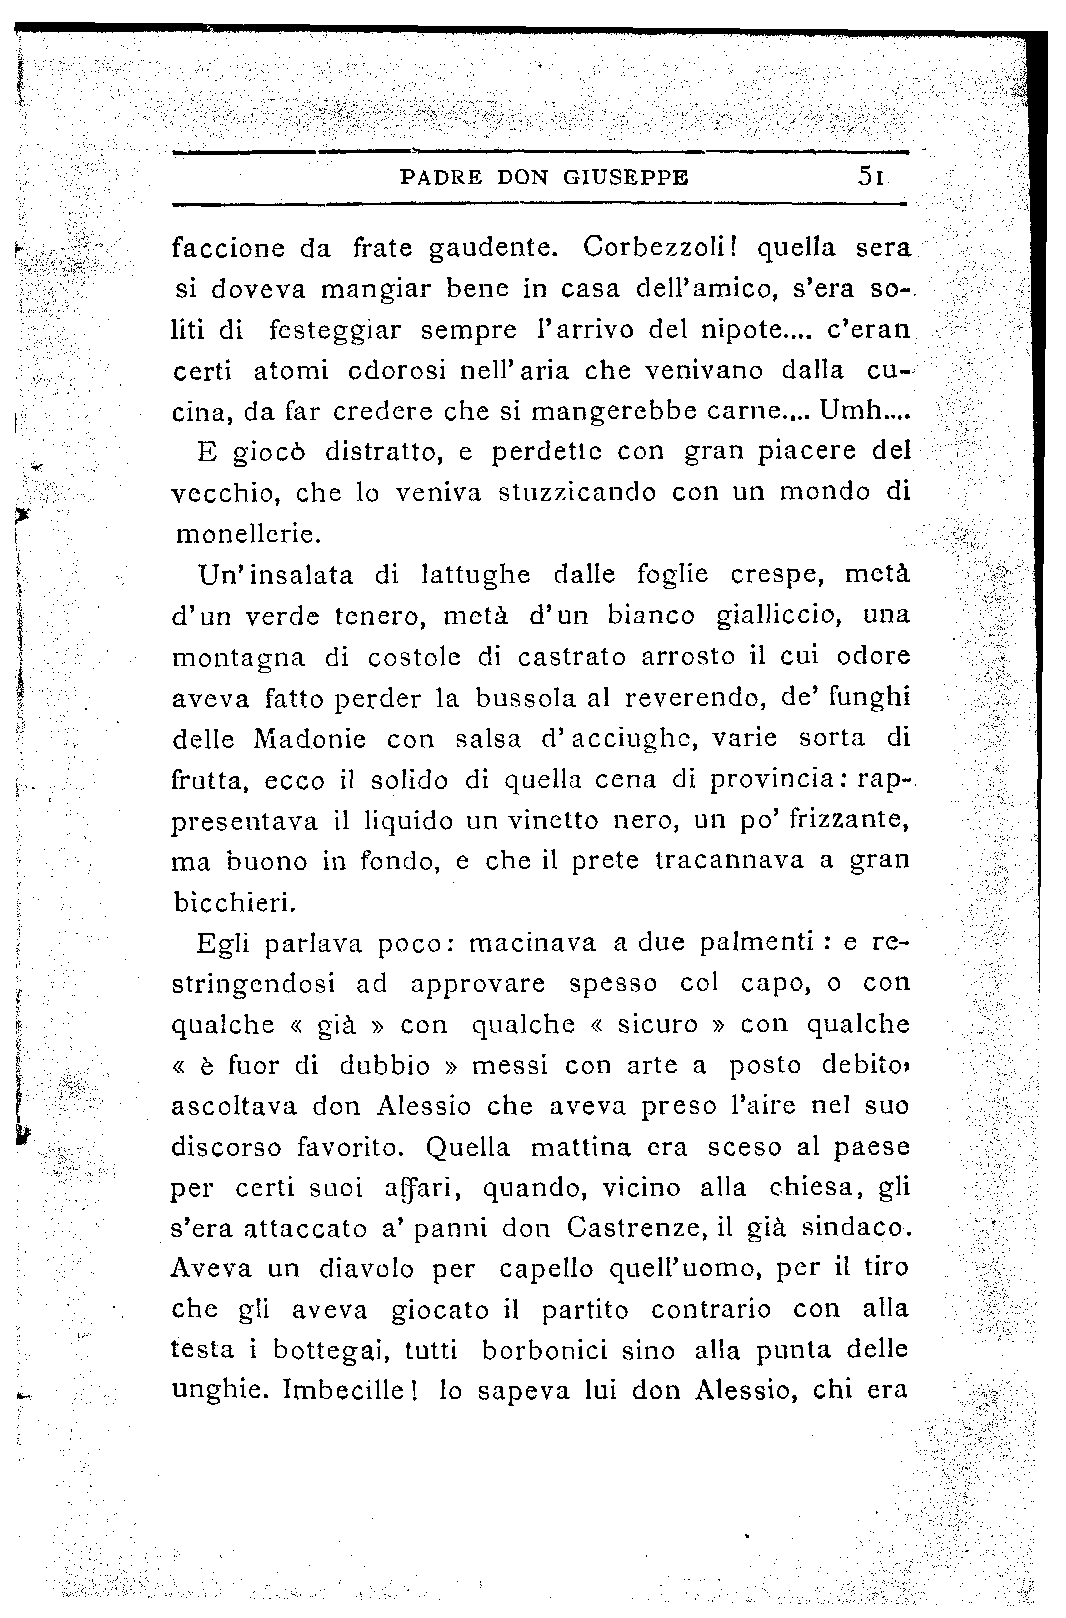 PADRE DON GIUSEPPE 51
faccione da frate gaudente. Corbezzoli! quella sera
si doveva mangiar bene in casa dell'amico, s'era so-
liti di festeggiar sempre l'arrivo del nipote.... c'eran
certi atomi odorosi nell'aria che venivano dalla cu-
cina, da far credere che si mangerebbe carne.... Umh....
E giocò distratto, e perdette con gran piacere del
vecchio, che lo veniva stuzzicando con un mondo di
monellerie.
Un'insalata di lattughe dalle foglie crespe, metà
d'un verde tenero, metà d'un bianco gialliccio, una
montagna di costole di castrato arrosto il cui odore
aveva fatto perder la bussola al reverendo, de' funghi
delle Madonie con salsa d'acciughe, varie sorta di
frutta, ecco il solido di quella cena di provincia: rap-
presentava il liquido un vinetto nero, un po' frizzante,
ma buono in fondo, e che il prete tracannava a gran
bicchieri.
Egli parlava poco: macinava a due palmenti : e re-
stringendosi ad approvare spesso col capo, o con
qualche « già » con qualche « sicuro » con qualche
« è fuor di dubbio » messi con arte a posto debito,
ascoltava don Alessio che aveva preso l'aire nel suo
discorso favorito. Quella mattina era sceso al paese
per certi suoi affari, quando, vicino alla chiesa, gli
s'era attaccato a' panni don Castrenze, il già sindaco.
Aveva un diavolo per capello quell'uomo, per il tiro
che gli aveva giocato il partito contrario con alla
testa i bottegai, tutti borbonici sino alla punta delle
unghie. Imbecille! lo sapeva lui don Alessio, chi era